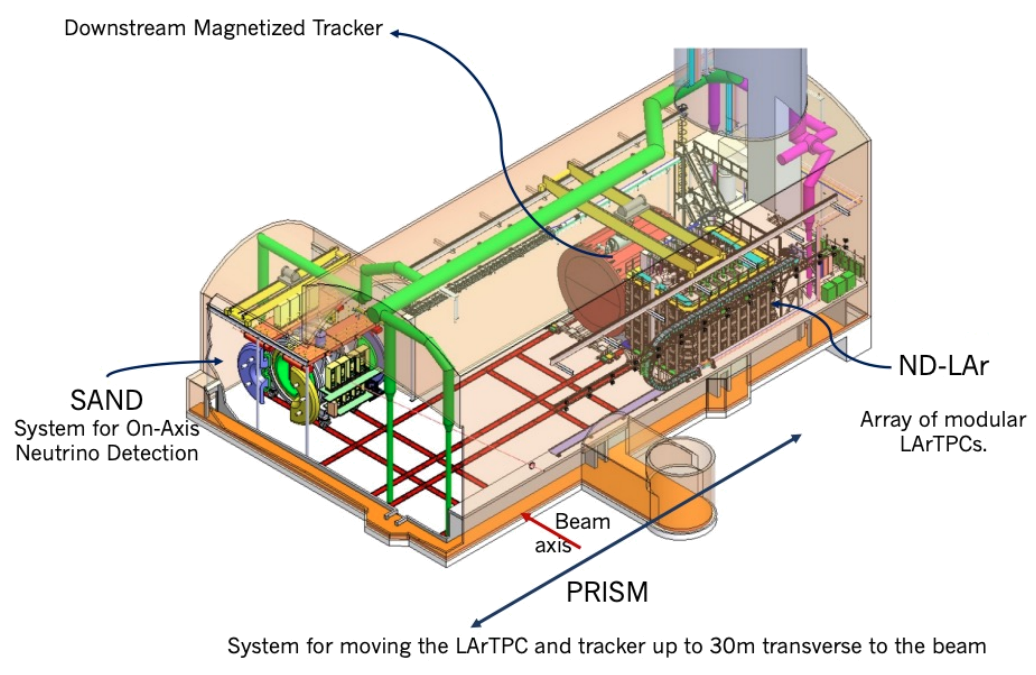 Downstream Magnetized Tracker
SAND
System for On-Axis
Neutrino Detection
ND-LAr
Array of modular
LArTPCs.
Beam
axis
PRISM
System for moving the LArTPC and tracker up to 30m transverse to the beam